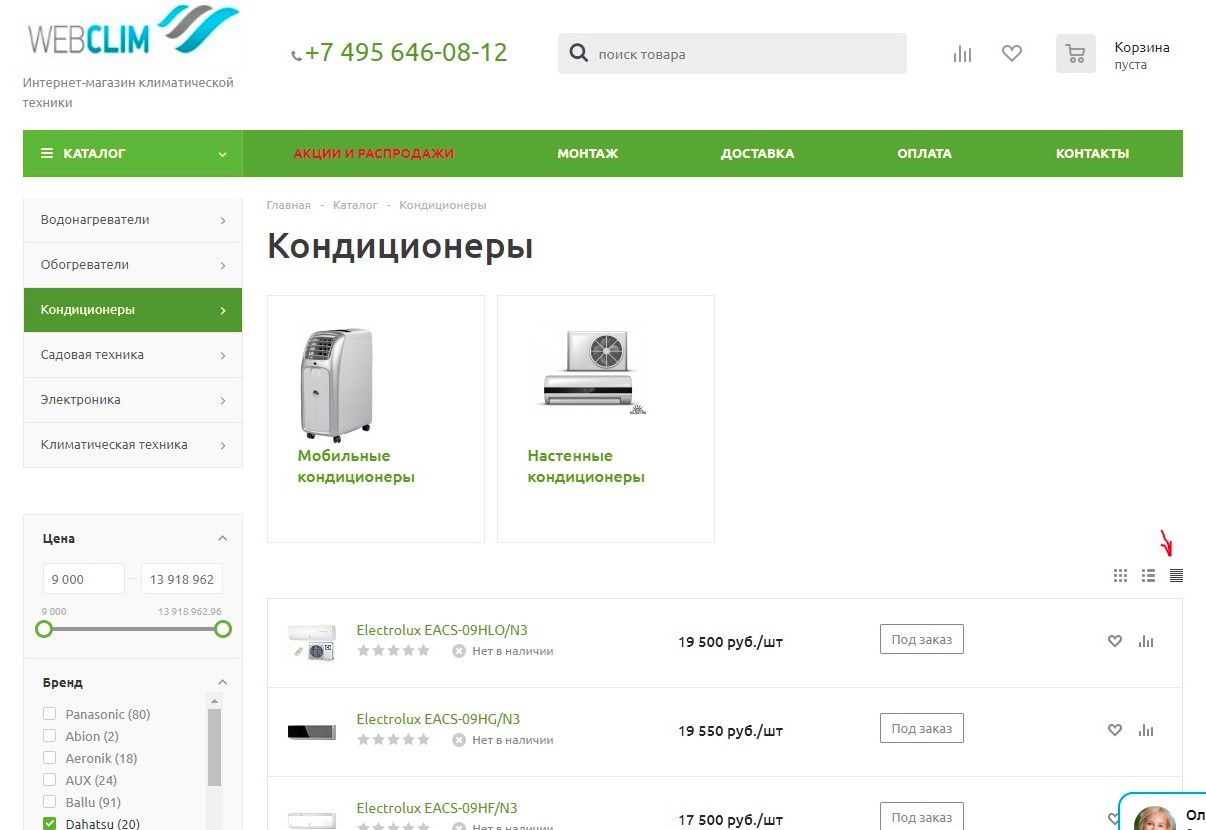 WEBCLIM
Интернет-магазин климатической
техники
+7 495 646-08-12
поиск товара
Корзина
пуста
КАТАЛОГ
АКЦИИ И РАСПРОДАЖИ
МОНТАЖ
ДОСТАВКА
ОПЛАТА
КОНТАКТЫ
Водонагреватели
Обогреватели
Кондиционеры
Садовая техника
Электроника
Климатическая техника
Цена
9 000
13 918 962
9 000
13 918 962.96
Бренд
Panasonic (80)
Abion (2)
Aeronik (18)
AUX (24)
Ballu (91)
Dahatsu (20)
Главная - Каталог - Кондиционеры
Кондиционеры
Мобильные
кондиционеры
Настенные
кондиционеры
Electrolux EACS-09HLO/N3
Нет в наличии
19 500 руб./шт
Под заказ
Electrolux EACS-09HG/N3
Нет в наличии
19 550 руб./шт
Под заказ
Electrolux EACS-09HF/N3
Нет в наличии
17 500 руб./шт
Под заказ